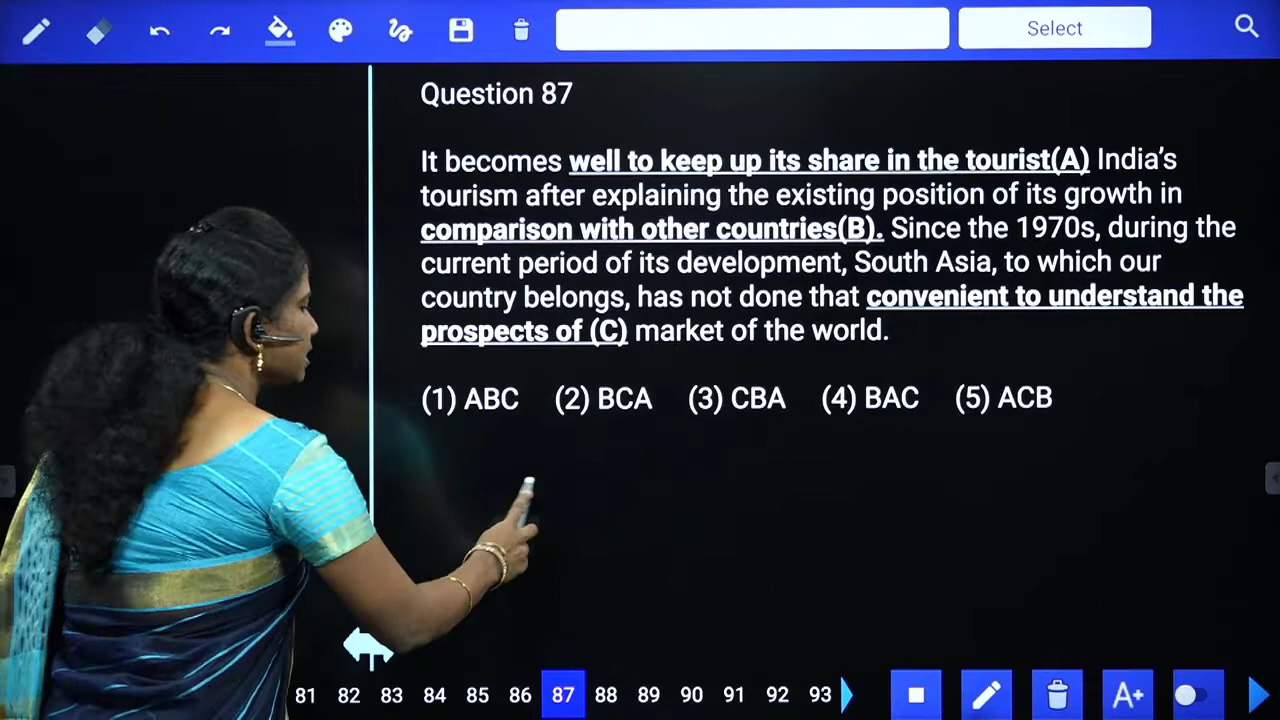 Select
Question 87
It becomes well to keep up its share in the tourist(A) India's
tourism after explaining the existing position of its growth in
comparison with other countries(B). Since the 1970s, during the
current period of its development, South Asia, to which our
country belongs, has not done that convenient to understand the
prospects of (C) market of the world.
(1) ABC (2) BCA (3) CBA (4) BAC (5) ACB
81 82 83 84 85 86 87 88 89 90 91 92 93
A+